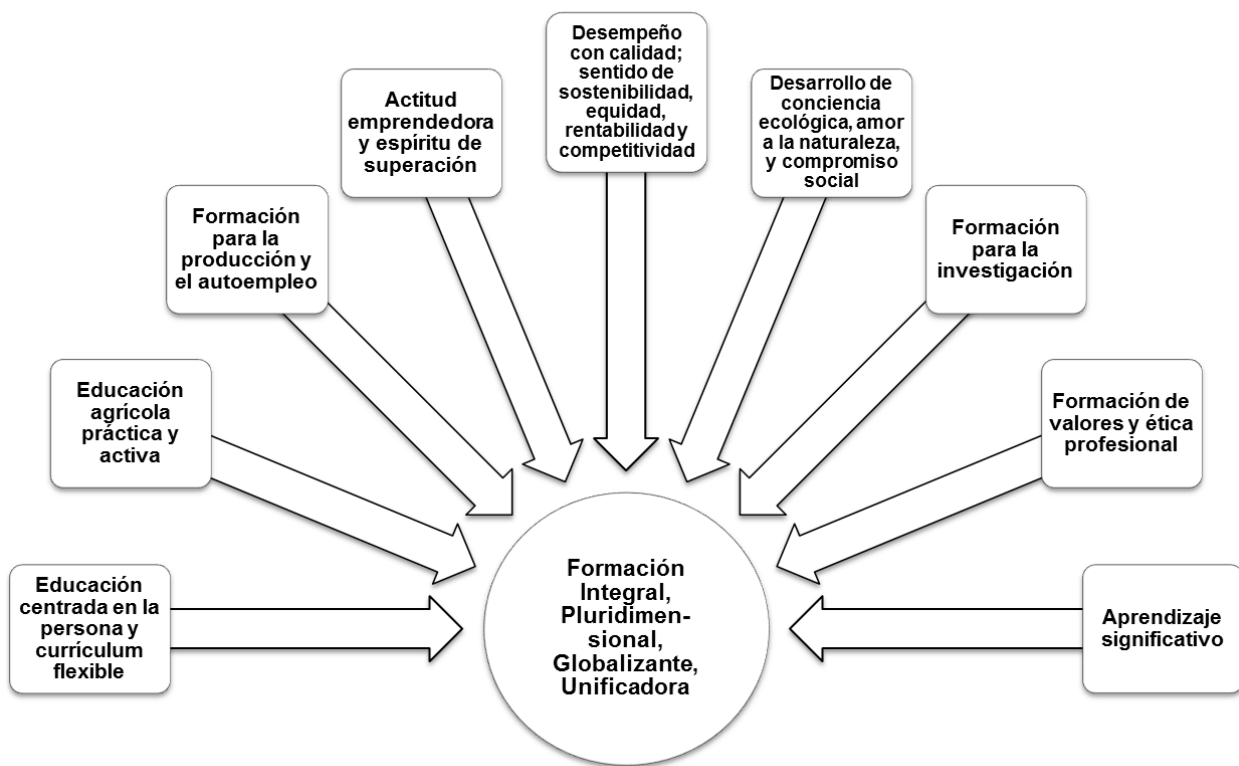 Desempeño
con calidad;
sentido de
sostenibilidad,
equidad,
rentabilidad y
competitividad
Actitud
emprendedora
y espíritu de
superación
Desarrollo de
conciencia
ecológica, amor
a la naturaleza,
y compromiso
social
Formación
para la
producción y
el autoempleo
Formación
para la
investigación
Educación
agrícola
práctica y
activa
Formación de
valores y ética
profesional
Educación
centrada en la
persona y
currículum
flexible
Formación
Integral,
Pluridimen-
sional,
Globalizante,
Unificadora
Aprendizaje
significativo